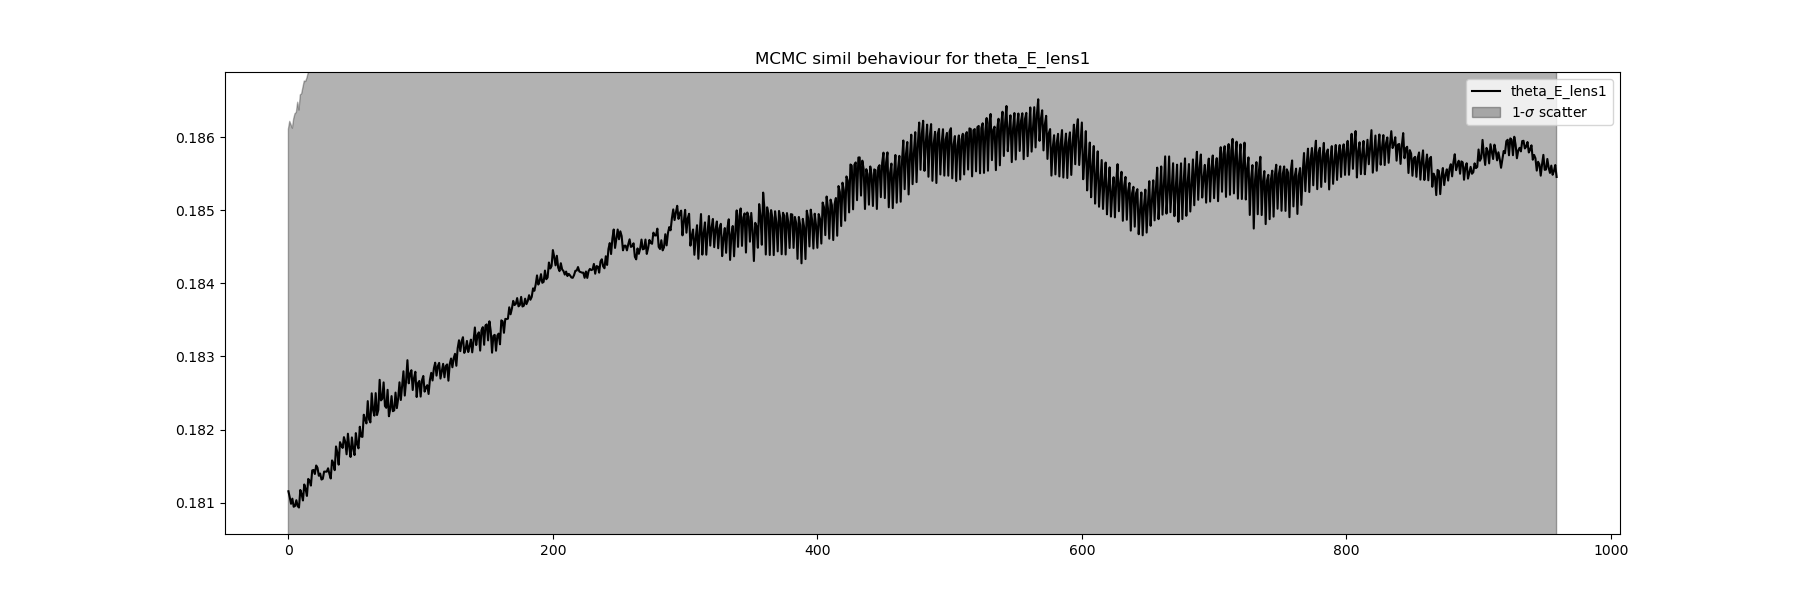 MCMC simil behaviour for theta_E_lens1
theta_E_lens1
1-σ scatter
0.186
0.185
0.184
0.183
0.182
0.181
0 200 400 600 800 1000